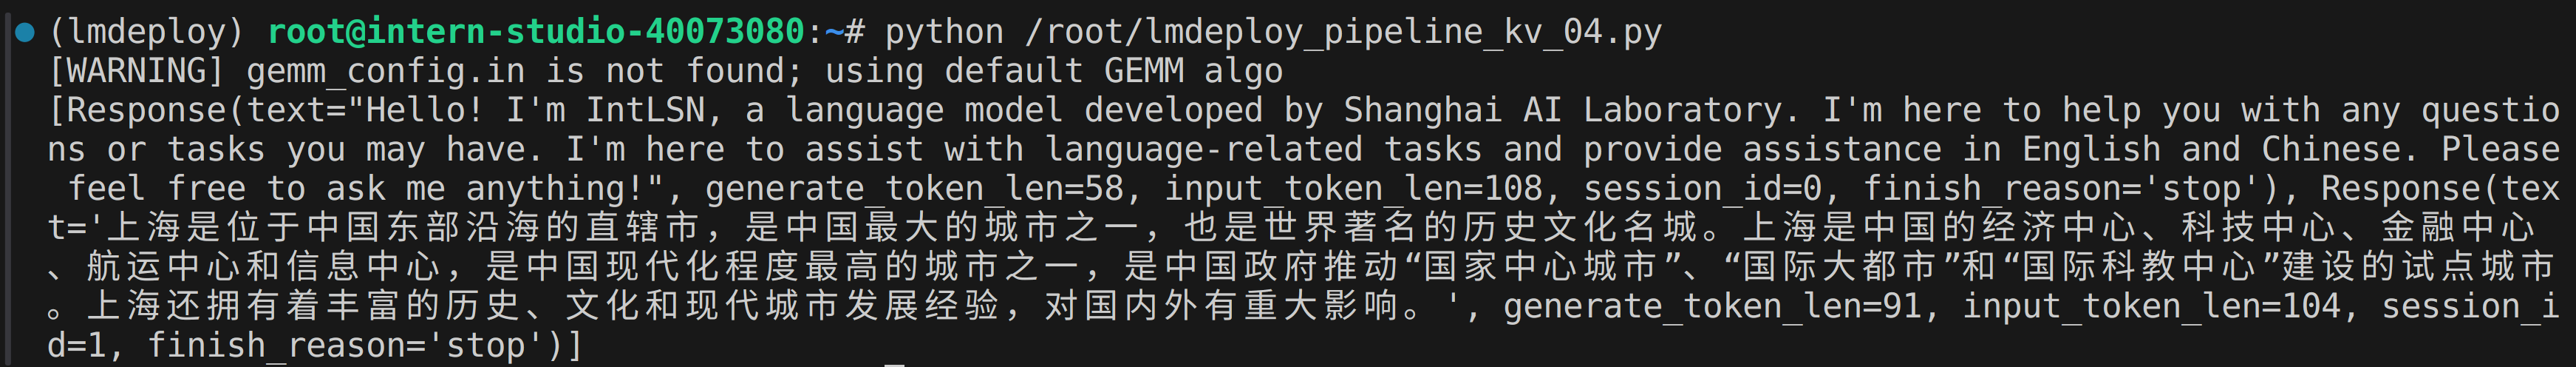 (lmdeploy) root@intern-studio-40073080:~# python /root/lmdeploy_pipeline_kv_04.py
[WARNING] gemm_config.in is not found; using default GEMM algo
[Response(text="Hello! I'm IntLSN, a language model developed by Shanghai AI Laboratory. I'm here to help you with any questio
ns or tasks you may have. I'm here to assist with language-related tasks and provide assistance in English and Chinese. Please
 feel free to ask me anything!", generate_token_len=58, input_token_len=108, session_id=0, finish_reason='stop'), Response(tex
t='上海是位于中国东部沿海的直辖市，是中国最大的城市之一，也是世界著名的历史文化名城。上海是中国的经济中心、科技中心、金融中心
、航运中心和信息中心，是中国现代化程度最高的城市之一，是中国政府推动“国家中心城市”、“国际大都市”和“国际科教中心”建设的试点城市
。上海还拥有着丰富的历史、文化和现代城市发展经验，对国内外有重大影响。', generate_token_len=91, input_token_len=104, session_i
d=1, finish_reason='stop')]